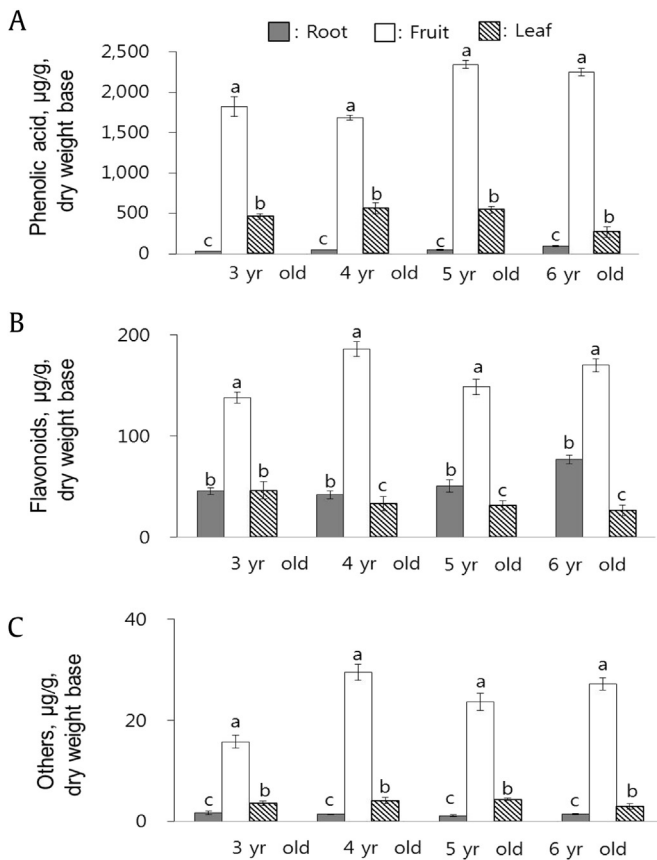 A
: Root : Fruit : Leaf
Phenolic acid, µg/g,
dry weight base
2,500
2,000
1,500
1,000
500
0
a a a a
b b b b
c c c c
3 yr old 4 yr old 5 yr old 6 yr old
B
Flavonoids, µg/g,
dry weight base
200
100
0
a a a a
b b b c b c b c
3 yr old 4 yr old 5 yr old 6 yr old
C
Others, µg/g,
dry weight base
40
20
0
a a a a
c b c b c b c b
3 yr old 4 yr old 5 yr old 6 yr old